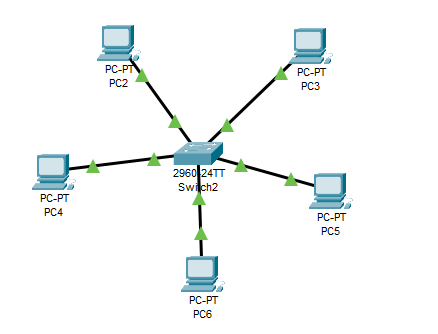 PC-PT
PC2
PC-PT
PC3
2960-24TT
Switch2
PC-PT
PC4
PC-PT
PC5
PC-PT
PC6